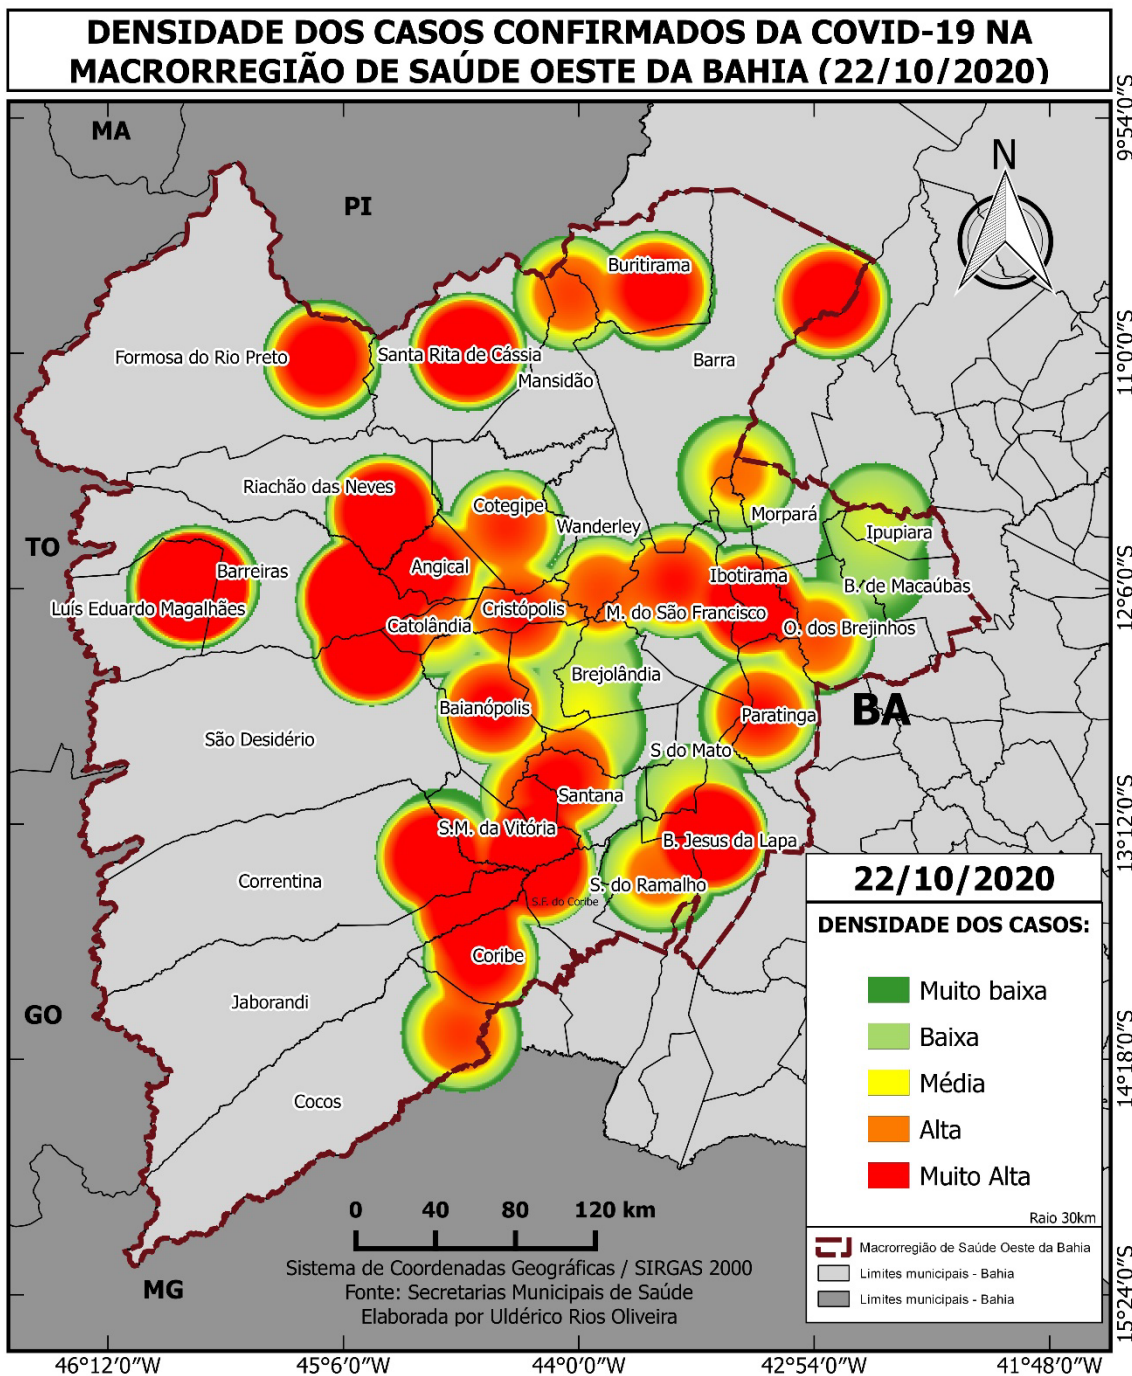 DENSIDADE DOS CASOS CONFIRMADOS DA COVID-19 NA
MACRORREGIÃO DE SAÚDE OESTE DA BAHIA (22/10/2020)
MA
PI
N
9°54′0″S
Buritirama
Formosa do Rio Preto
Santa Rita de Cássia
Barra
Mansidão
11°0′0″S
Riachão das Neves
Cotegipe
Wanderley
Morpará
Ipupiara
TO
Barreiras
Angical
Ibotirama
B. de Macaúbas
12°6′0″S
Luís Eduardo Magalhães
Cristópolis
M. do São Francisco
Catolândia
O. dos Brejinhos
Brejolândia
Baianópolis
Paratinga
BA
São Desidério
S do Mato
Santana
S.M. da Vitória
B. Jesus da Lapa
13°12′0″S
Correntina
S. do Ramalho
S.F. do Coribe
Coribe
Jaborandi
GO
Cocos
14°18′0″S
22/10/2020
DENSIDADE DOS CASOS:
Muito baixa
Baixa
Média
Alta
Muito Alta
Raio 30km
Macrorregião de Saúde Oeste da Bahia
Limites municipais - Bahia
Limites municipais - Bahia
0 40 80 120 km
Sistema de Coordenadas Geográficas / SIRGAS 2000
Fonte: Secretarias Municipais de Saúde
Elaborada por Uldérico Rios Oliveira
MG
15°24′0″S
46°12′0″W 45°6′0″W 44°0′0″W 42°54′0″W 41°48′0″W